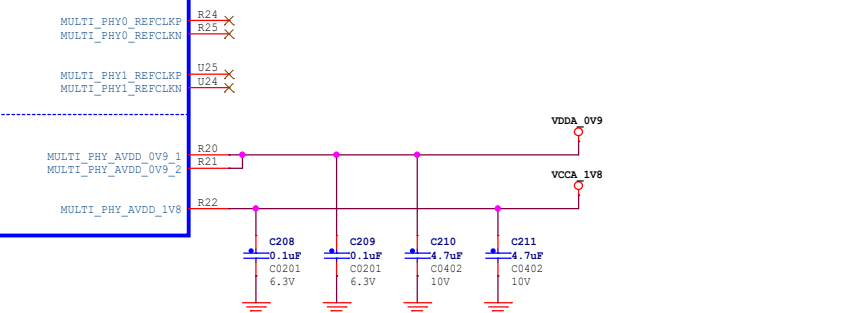 MULTI_PHY0_REFCLKP R24
MULTI_PHY0_REFCLKN R25
MULTI_PHY1_REFCLKP U25
MULTI_PHY1_REFCLKN U24
VDDA_0V9
MULTI_PHY_AVDD_0V9_1 R20
MULTI_PHY_AVDD_0V9_2 R21
VCCA_1V8
MULTI_PHY_AVDD_1V8 R22
C208 C209 C210 C211
0.1uF 0.1uF 4.7uF 4.7uF
C0201 C0201 C0402 C0402
6.3V 6.3V 10V 10V